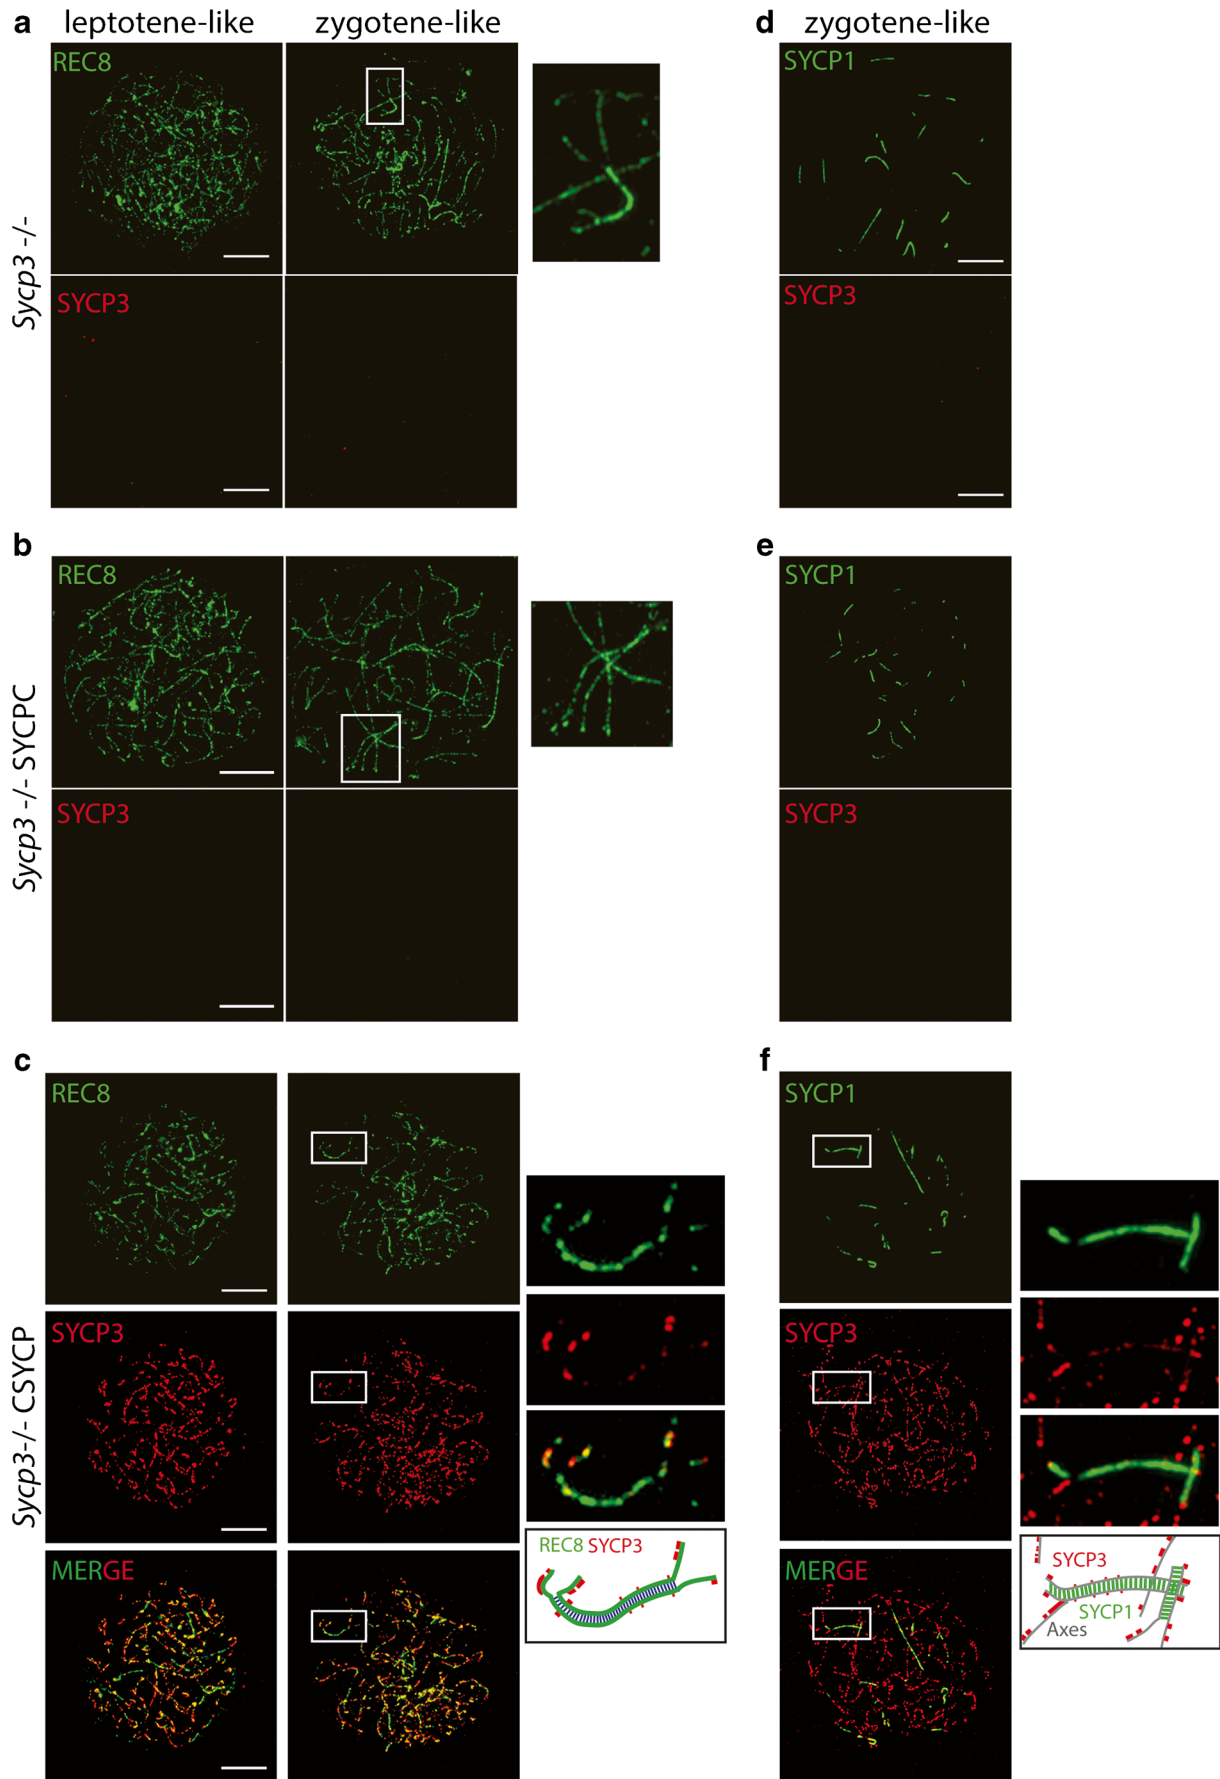 a leptotene-like zygotene-like
d zygotene-like
Sycp3 -/-
REC8
SYCP1
SYCP3
SYCP3
b
e
Sycp3 -/- SYCPC
REC8
SYCP1
SYCP3
SYCP3
c
f
Sycp3-/- CSYCP
REC8
SYCP1
SYCP3
SYCP3
MERGE
REC8 SYCP3
MERGE
SYCP3
SYCP1
Axes